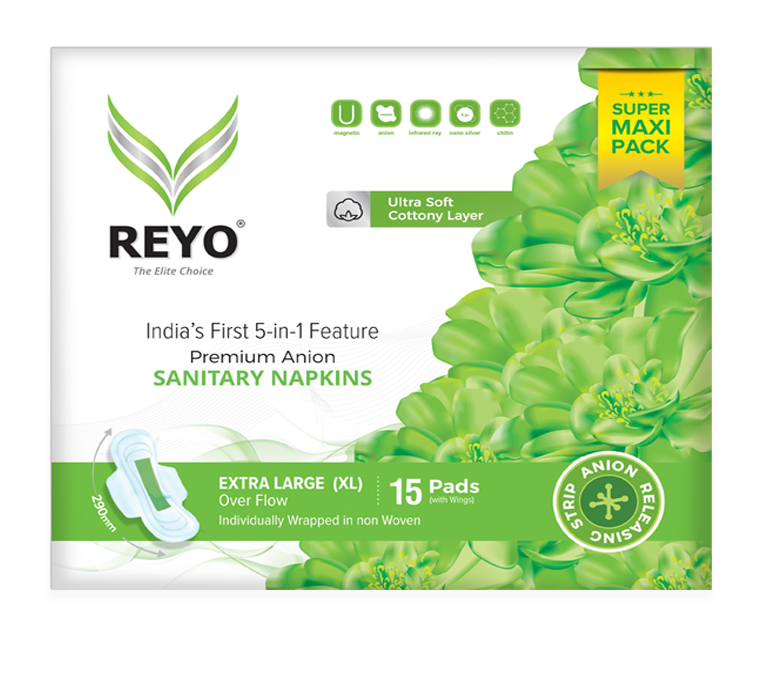 magnetic anion infrared ray nano silver chitin
SUPER
MAXI
PACK
Ultra Soft
Cottony Layer
REYO®
The Elite Choice
India's First 5-in-1 Feature
Premium Anion
SANITARY NAPKINS
290mm
EXTRA LARGE (XL)
Over Flow
Individually Wrapped in non Woven
15 Pads
(with Wings)
ANION RELEASING STRIP